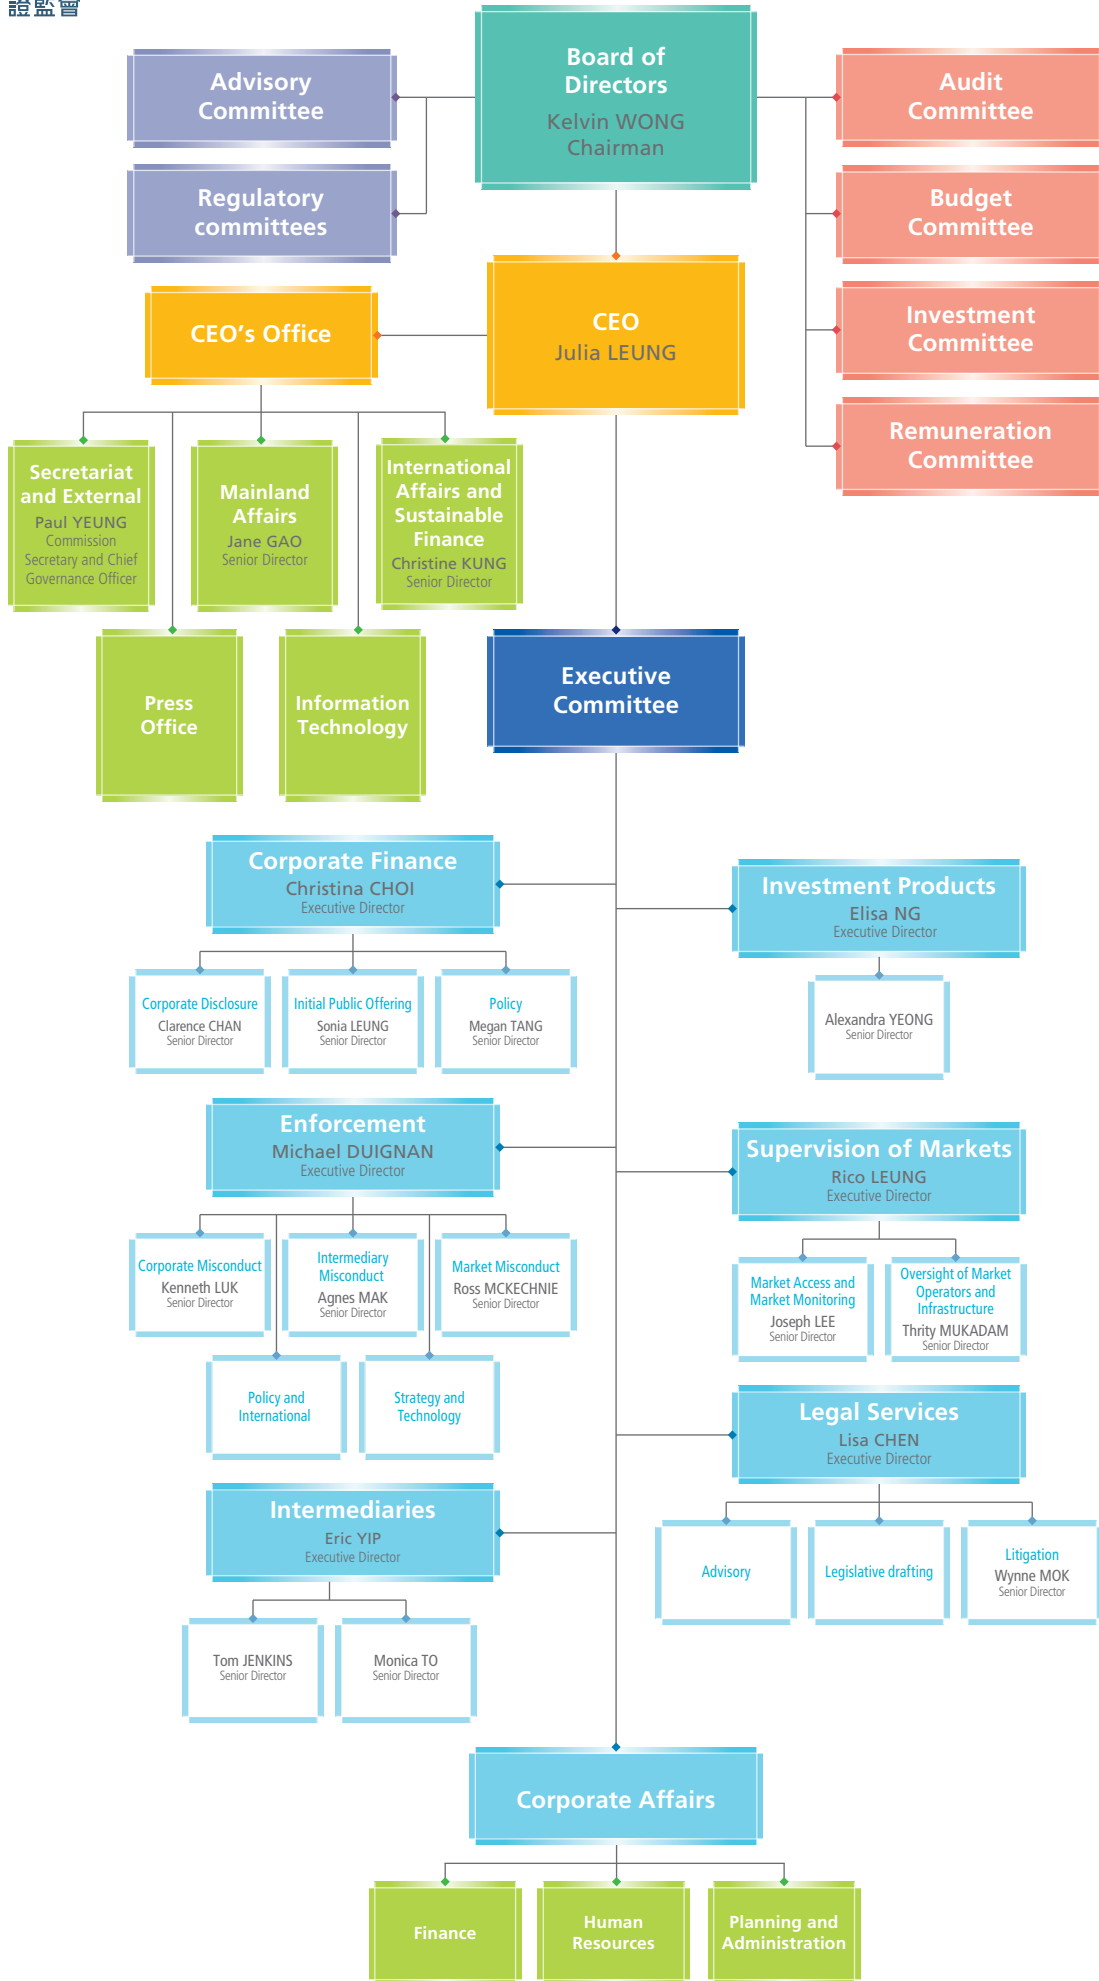 證監會
Board of
Directors
Kelvin WONG
Chairman
Advisory
Committee
Regulatory
committees
Audit
Committee
Budget
Committee
Investment
Committee
Remuneration
Committee
CEO
Julia LEUNG
CEO's Office
Secretariat
and External
Paul YEUNG
Commission
Secretary and Chief
Governance Officer
Mainland
Affairs
Jane GAO
Senior Director
International
Affairs and
Sustainable
Finance
Christine KUNG
Senior Director
Press
Office
Information
Technology
Executive
Committee
Corporate Finance
Christina CHOI
Executive Director
Corporate Disclosure
Clarence CHAN
Senior Director
Initial Public Offering
Sonia LEUNG
Senior Director
Policy
Megan TANG
Senior Director
Investment Products
Elisa NG
Executive Director
Alexandra YEONG
Senior Director
Enforcement
Michael DUIGNAN
Executive Director
Corporate Misconduct
Kenneth LUK
Senior Director
Intermediary
Misconduct
Agnes MAK
Senior Director
Market Misconduct
Ross MCKECHNIE
Senior Director
Policy and
International
Strategy and
Technology
Supervision of Markets
Rico LEUNG
Executive Director
Market Access and
Market Monitoring
Joseph LEE
Senior Director
Oversight of Market
Operators and
Infrastructure
Thrity MUKADAM
Senior Director
Legal Services
Lisa CHEN
Executive Director
Advisory
Legislative drafting
Litigation
Wynne MOK
Senior Director
Intermediaries
Eric YIP
Executive Director
Tom JENKINS
Senior Director
Monica TO
Senior Director
Corporate Affairs
Finance
Human
Resources
Planning and
Administration